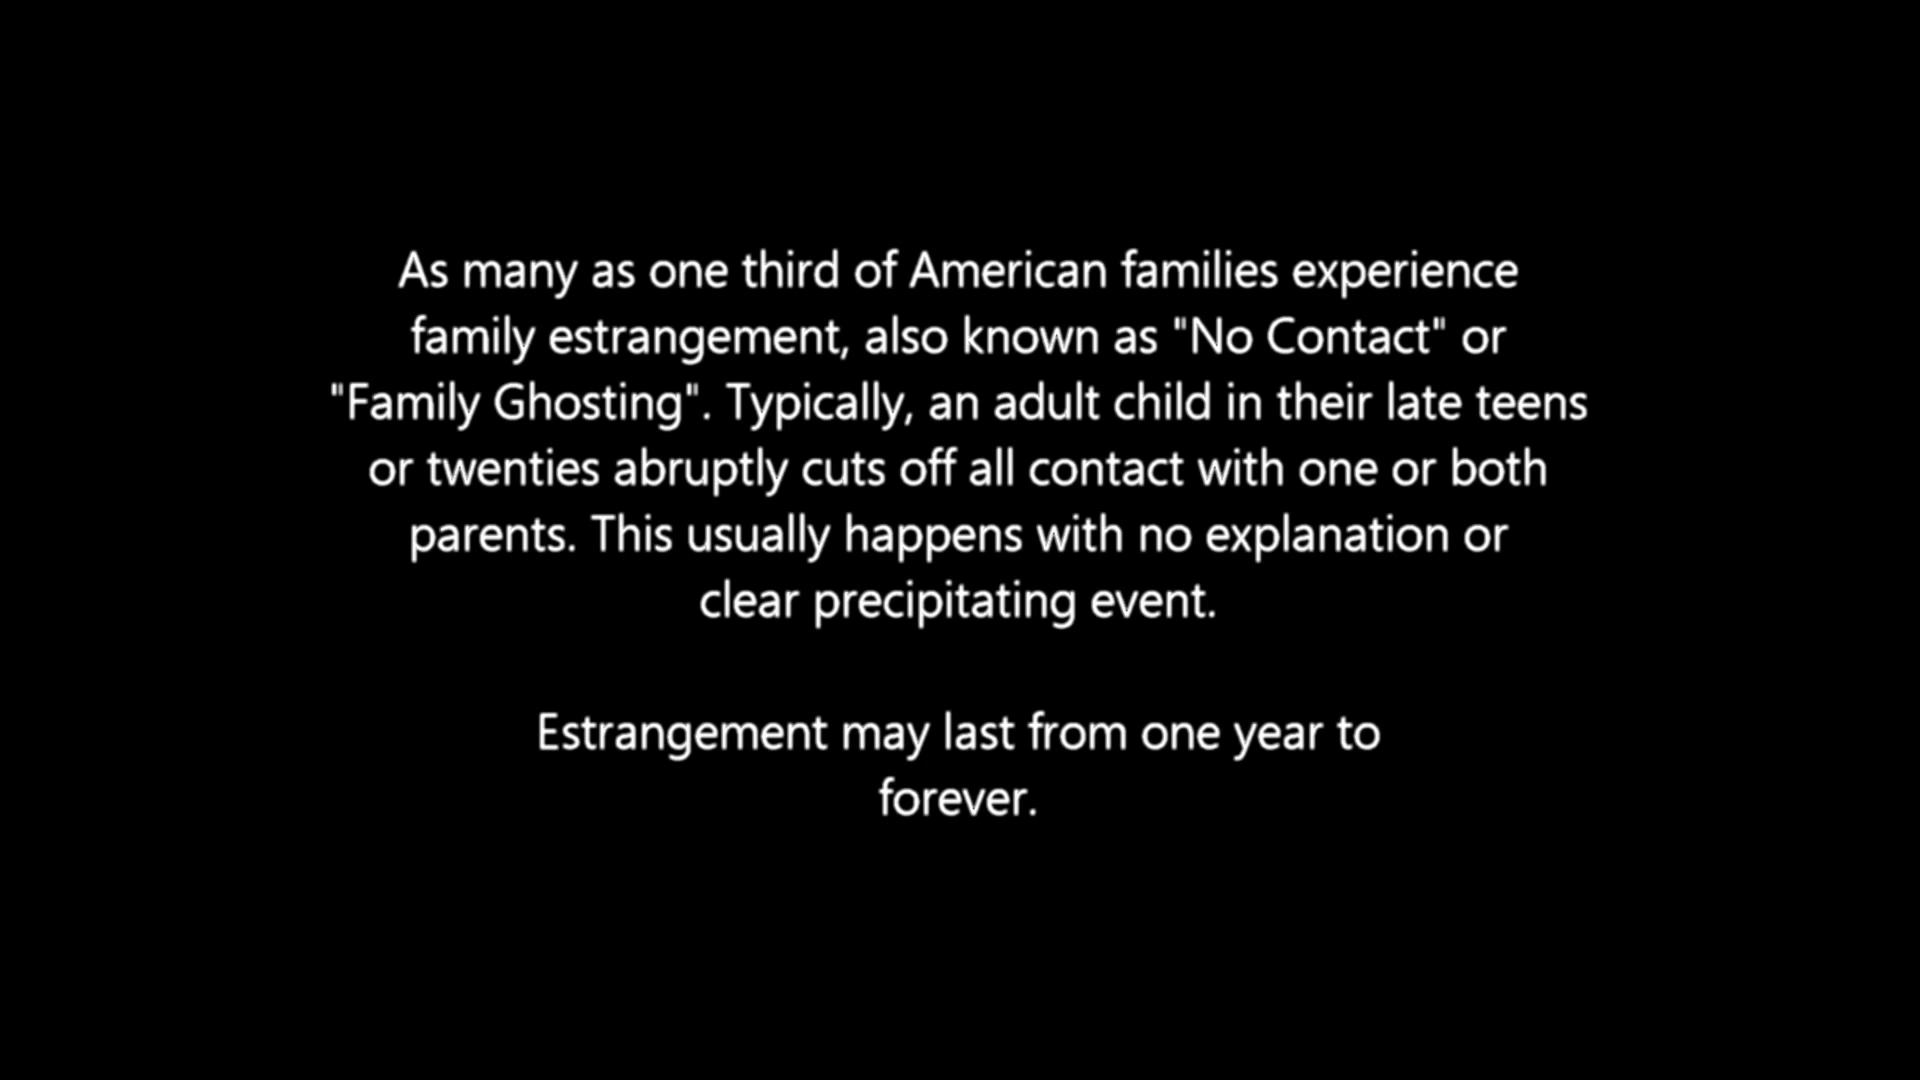 As many as one third of American families experience
family estrangement, also known as "No Contact" or
"Family Ghosting". Typically, an adult child in their late teens
or twenties abruptly cuts off all contact with one or both
parents. This usually happens with no explanation or
clear precipitating event.
Estrangement may last from one year to
forever.